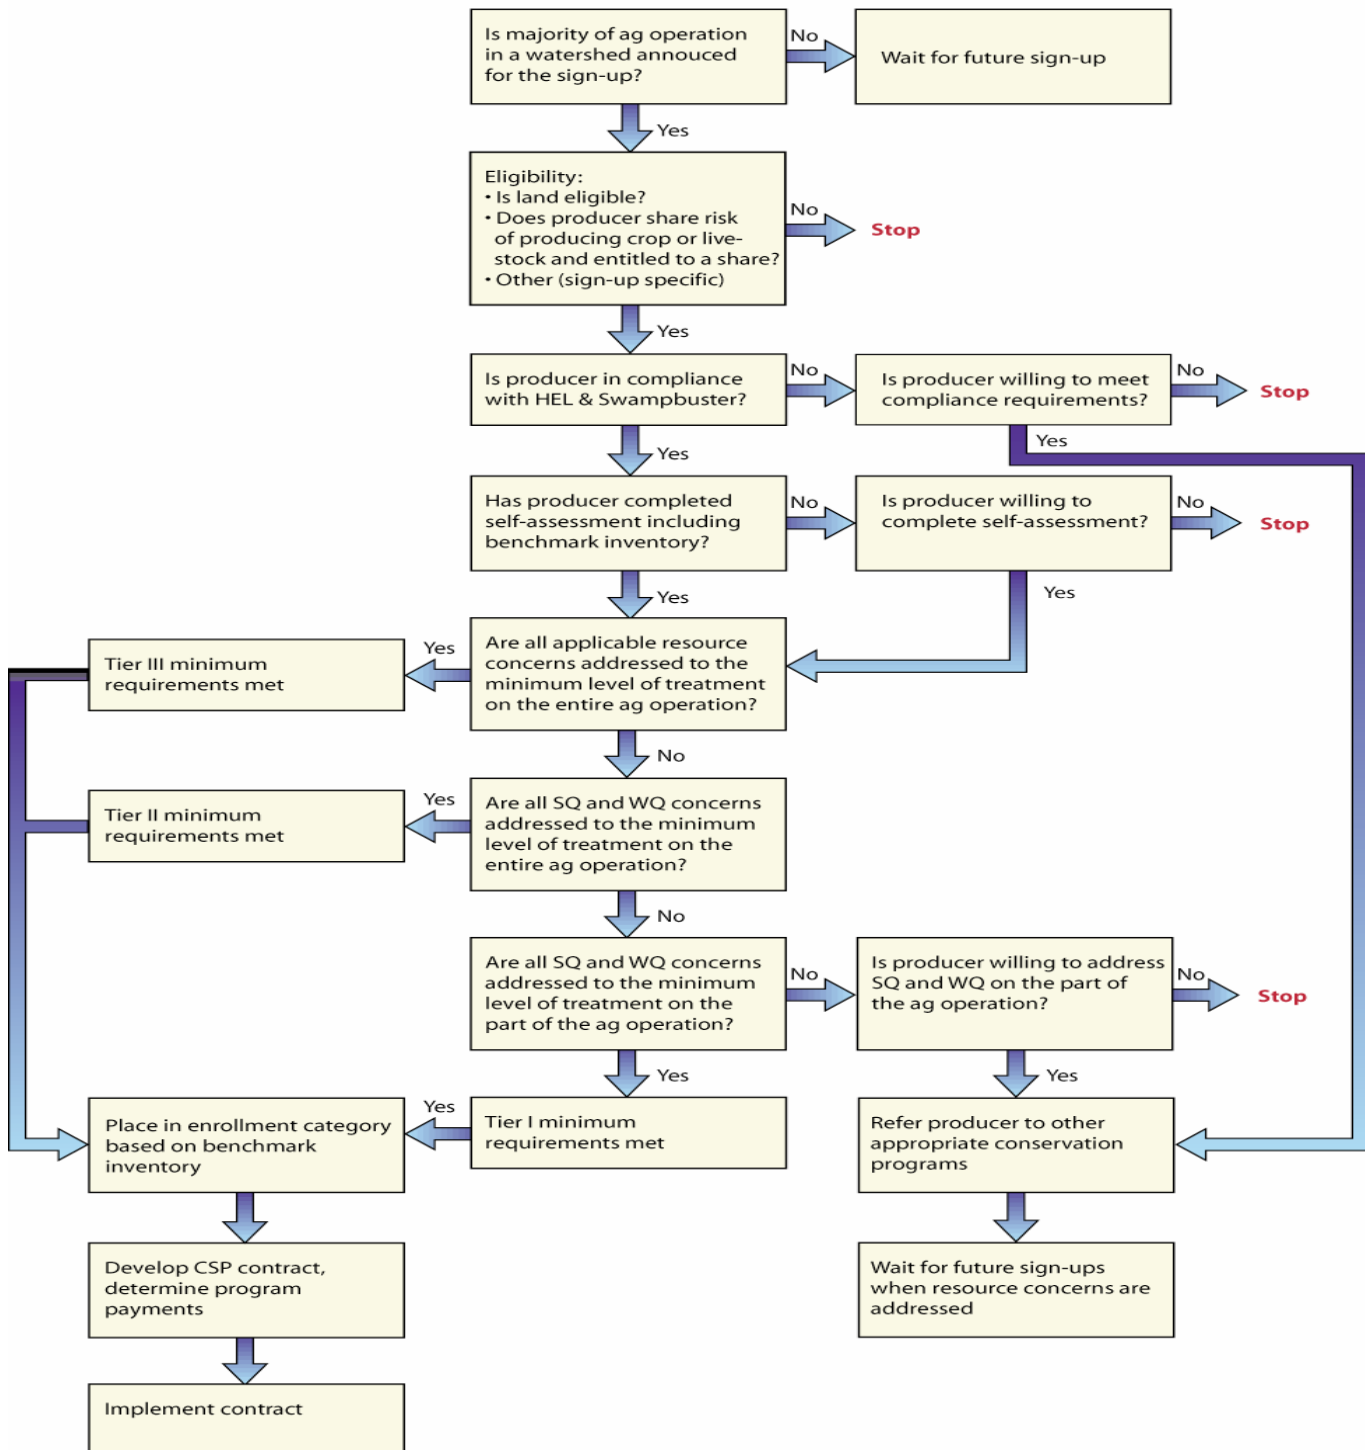 Is majority of ag operation
in a watershed annouced
for the sign-up?
No
Wait for future sign-up
Yes
Eligibility:
• Is land eligible?
• Does producer share risk
of producing crop or live-
stock and entitled to a share?
• Other (sign-up specific)
No
Stop
Yes
Is producer in compliance
with HEL & Swampbuster?
No
Is producer willing to meet
compliance requirements?
No
Stop
Yes
Yes
Has producer completed
self-assessment including
benchmark inventory?
No
Is producer willing to
complete self-assessment?
No
Stop
Yes
Yes
Are all applicable resource
concerns addressed to the
minimum level of treatment
on the entire ag operation?
Yes
Tier III minimum
requirements met
No
Are all SQ and WQ concerns
addressed to the minimum
level of treatment on the
entire ag operation?
Yes
Tier II minimum
requirements met
No
Are all SQ and WQ concerns
addressed to the minimum
level of treatment on the
part of the ag operation?
No
Is producer willing to address
SQ and WQ on the part of
the ag operation?
No
Stop
Yes
Yes
Tier I minimum
requirements met
Yes
Place in enrollment category
based on benchmark
inventory
Refer producer to other
appropriate conservation
programs
Develop CSP contract,
determine program
payments
Wait for future sign-ups
when resource concerns are
addressed
Implement contract